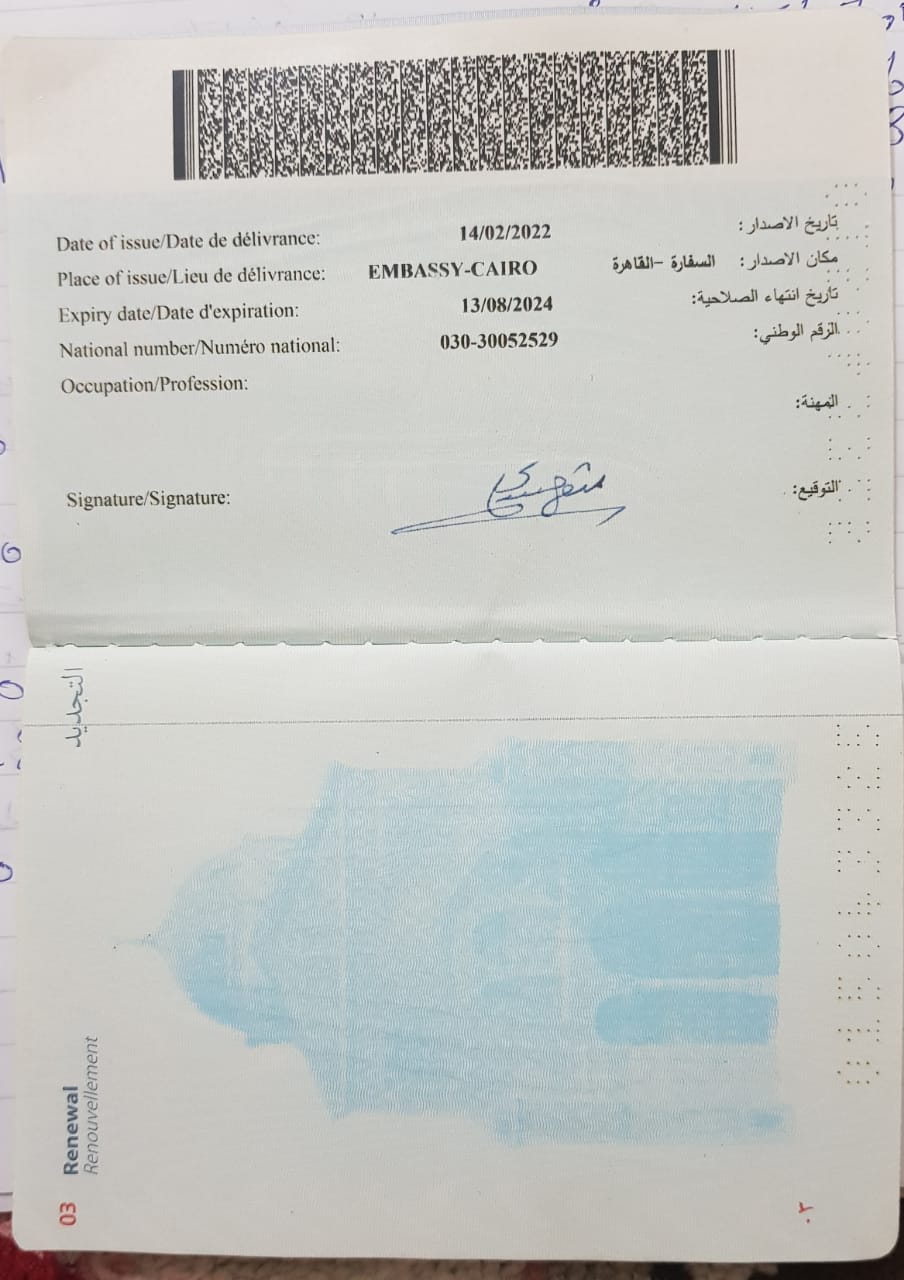 Date of issue/Date de délivrance: 14/02/2022 تاريخ الاصدار:
Place of issue/Lieu de délivrance: EMBASSY-CAIRO السفارة -القاهرة مكان الاصدار:
Expiry date/Date d'expiration: 13/08/2024 تاريخ انتهاء الصلاحية:
National number/Numéro national: 030-30052529 الرقم الوطني:
Occupation/Profession: المهنة:
Signature/Signature: التوقيع:
التجديد
Renewal
Renouvellement
03
٠٣